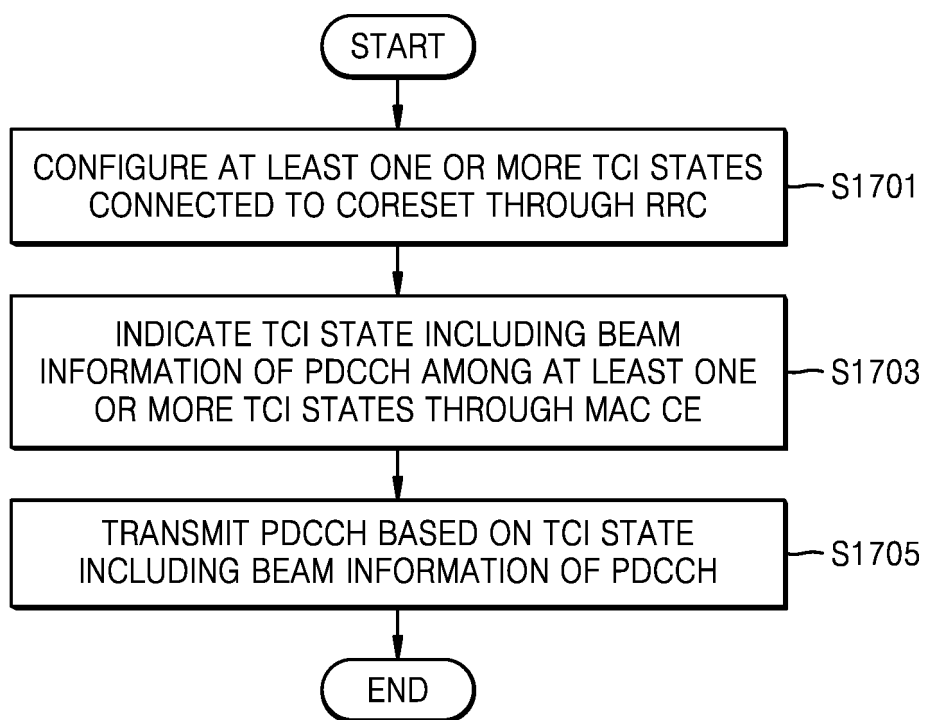 START
CONFIGURE AT LEAST ONE OR MORE TCI STATES
CONNECTED TO CORESET THROUGH RRC
S1701
INDICATE TCI STATE INCLUDING BEAM
INFORMATION OF PDCCH AMONG AT LEAST ONE
OR MORE TCI STATES THROUGH MAC CE
S1703
TRANSMIT PDCCH BASED ON TCI STATE
INCLUDING BEAM INFORMATION OF PDCCH
S1705
END